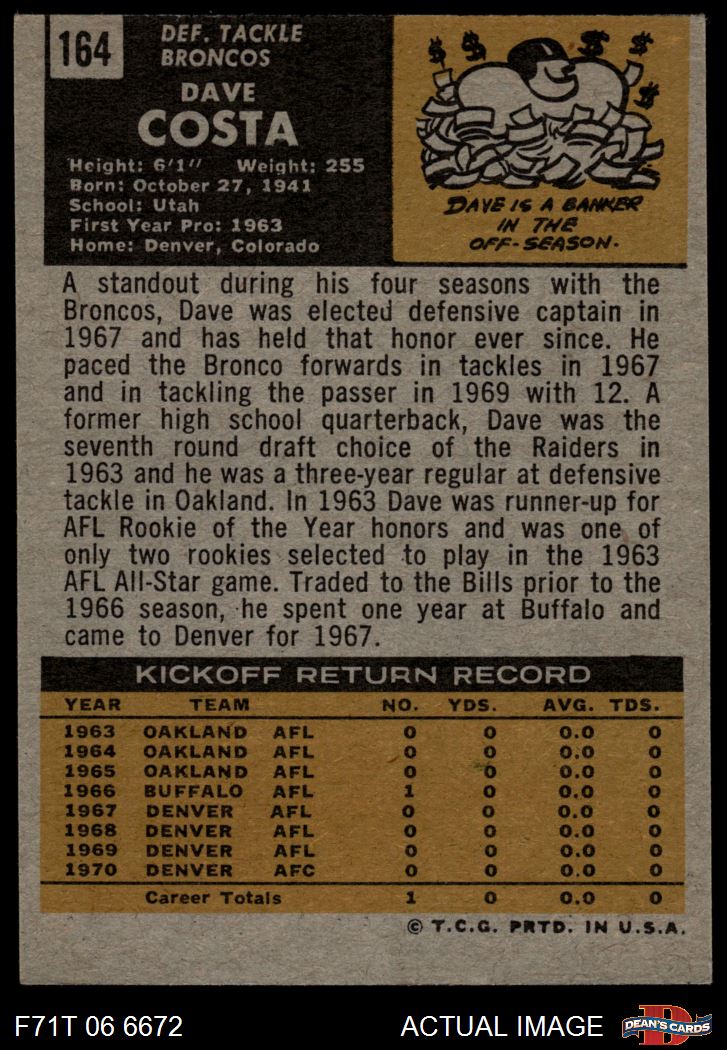 164
DEF. TACKLE
BRONCOS
DAVE
COSTA
Height: 6'1" Weight: 255
Born: October 27, 1941
School: Utah
First Year Pro: 1963
Home: Denver, Colorado
$ $ $ $
DAVE IS A BANKER
IN THE
OFF-SEASON.
A standout during his four seasons with the
Broncos, Dave was elected defensive captain in
1967 and has held that honor ever since. He
paced the Bronco forwards in tackles in 1967
and in tackling the passer in 1969 with 12. A
former high school quarterback, Dave was the
seventh round draft choice of the Raiders in
1963 and he was a three-year regular at defensive
tackle in Oakland. In 1963 Dave was runner-up for
AFL Rookie of the Year honors and was one of
only two rookies selected to play in the 1963
AFL All-Star game. Traded to the Bills prior to the
1966 season, he spent one year at Buffalo and
came to Denver for 1967.
KICKOFF RETURN RECORD
YEAR TEAM NO. YDS. AVG. TDS.
1963 OAKLAND AFL 0 0 0.0 0
1964 OAKLAND AFL 0 0 0.0 0
1965 OAKLAND AFL 0 0 0.0 0
1966 BUFFALO AFL 1 0 0.0 0
1967 DENVER AFL 0 0 0.0 0
1968 DENVER AFL 0 0 0.0 0
1969 DENVER AFL 0 0 0.0 0
1970 DENVER AFC 0 0 0.0 0
Career Totals 1 0 0.0 0
© T.C.G. PRTD. IN U.S.A.
F71T 06 6672 ACTUAL IMAGE D DEAN'S CARDS